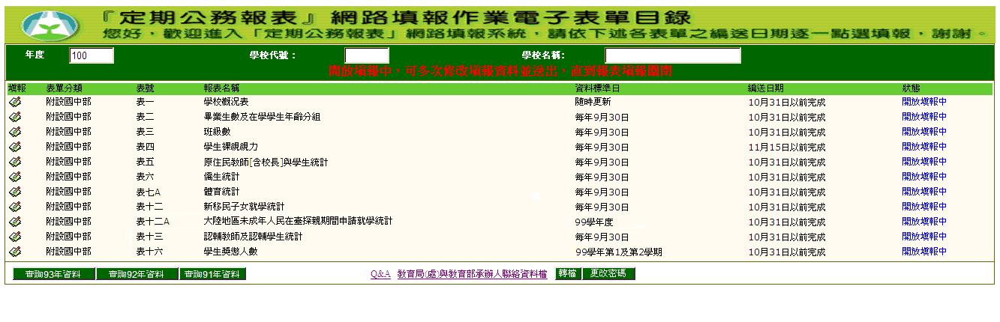 『定期公務報表』網路填報作業電子表單目錄
您好，歡迎進入「定期公務報表」網路填報系統，請依下述各表單之編送日期逐一點選填報，謝謝。
年度 100 學校代號： 學校名稱：
開放填報中，可多次修改填報資料並送出，直到報表填報關閉
填報 表單分類 表號 報表名稱 資料標準日 編送日期 狀態
附設國中部 表一 學校概況表 隨時更新 10月31日以前完成 開放填報中
附設國中部 表二 畢業生數及在學學生年齡分組 每年9月30日 10月31日以前完成 開放填報中
附設國中部 表三 班級數 每年9月30日 10月31日以前完成 開放填報中
附設國中部 表四 學生裸視視力 每年9月30日 11月15日以前完成 開放填報中
附設國中部 表五 原住民教師[含校長]與學生統計 每年9月30日 10月31日以前完成 開放填報中
附設國中部 表六 僑生統計 每年9月30日 10月31日以前完成 開放填報中
附設國中部 表七A 體育統計 每年9月30日 10月31日以前完成 開放填報中
附設國中部 表十二 新移民子女就學統計 每年9月30日 10月31日以前完成 開放填報中
附設國中部 表十二A 大陸地區未成年人民在臺探親期間申請就學統計 99學年度 10月31日以前完成 開放填報中
附設國中部 表十三 認輔教師及認輔學生統計 每年9月30日 10月31日以前完成 開放填報中
附設國中部 表十六 學生獎懲人數 99學年第1及第2學期 10月31日以前完成 開放填報中
查詢93年資料 查詢92年資料 查詢91年資料 Q&A 教育局(處)與教育部承辦人聯絡資料檔 轉檔 更改密碼